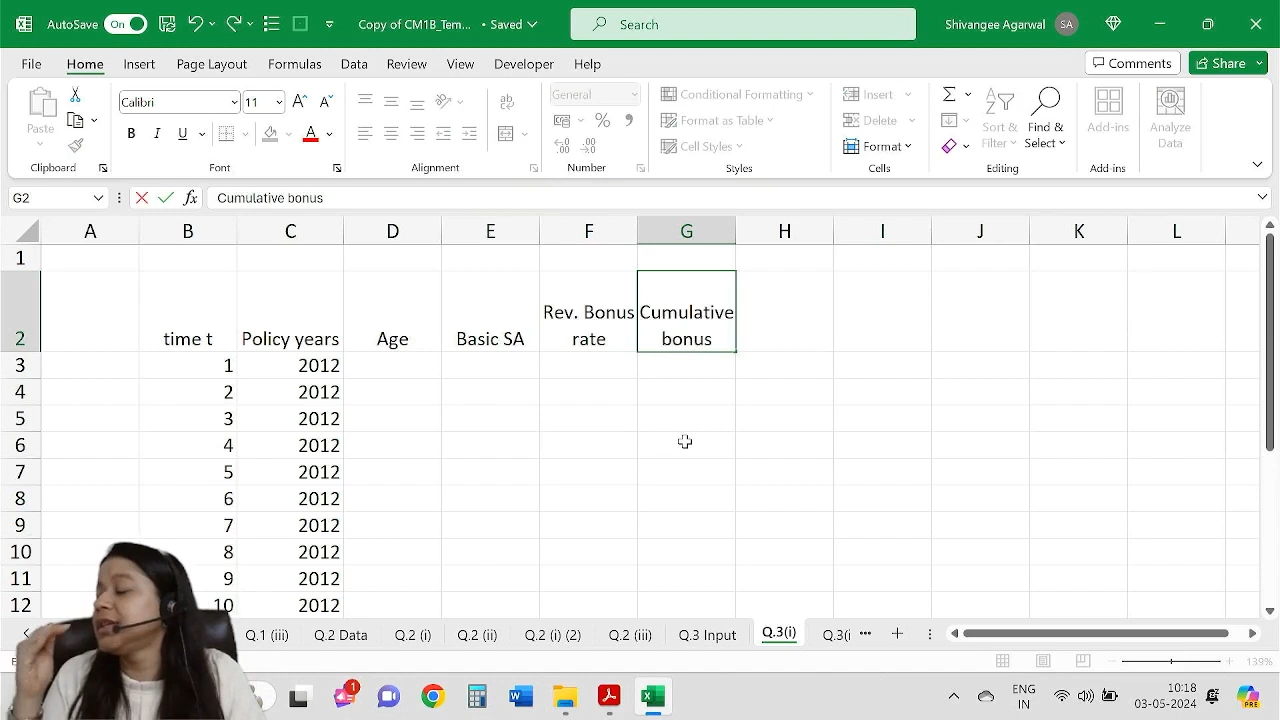 AutoSave On Copy of CM1B_Tem... • Saved Search Shivangee Agarwal SA
File Home Insert Page Layout Formulas Data Review View Developer Help Comments Share
Paste Calibri 11 General Conditional Formatting Insert Sort & Find & Add-ins Analyze
B I U A Format as Table Delete Filter Select Data
Cell Styles Format
Clipboard Font Alignment Number Styles Cells Editing Add-ins
G2 fx Cumulative bonus
A B C D E F G H I J K L
1
2 time t Policy years Age Basic SA Rev. Bonus rate Cumulative bonus
3 1 2012
4 2 2012
5 3 2012
6 4 2012
7 5 2012
8 6 2012
9 7 2012
10 8 2012
11 9 2012
12 10 2012
Q.1 (iii) Q.2 Data Q.2 (i) Q.2 (ii) Q.2 (i) (2) Q.2 (iii) Q.3 Input Q.3(i) Q.3(i ...
139%
1 ENG IN 10:18 03-05-2024 PRE